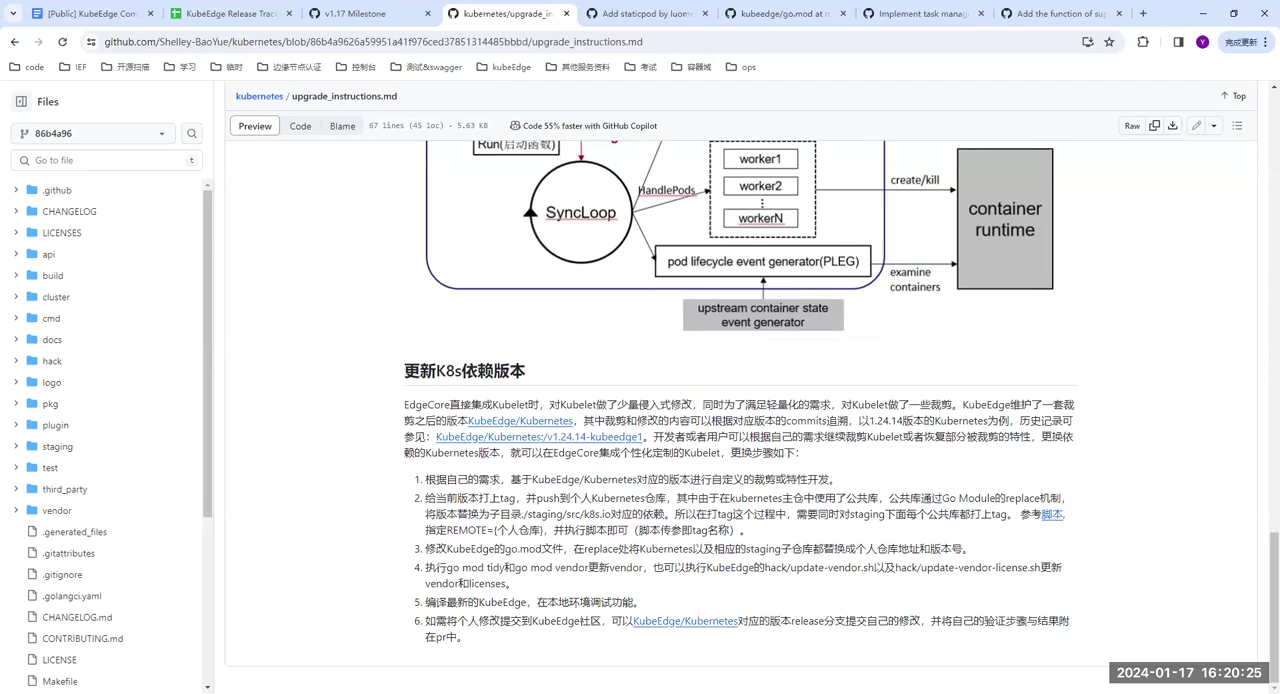 [Public] KubeEdge Com
KubeEdge Release Trac
v1.17 Milestone
kubernetes/upgrade_in
Add staticpod by luome
kubeedge/go.mod at m
Implement task manag
Add the function of sup
github.com/Shelley-BaoYue/kubernetes/blob/
/upgrade_instructions.md
完成更新
code
IEF
开源扫描
学习
临时
边缘节点认证
控制台
测试&swagger
kubeedge
其他服务资料
考试
容器域
ops
Files
kubernetes / upgrade_instructions.md
Top
86b4a96
Preview
Code
Blame
67 lines (45 loc) · 5.63 KB
Code 55% faster with GitHub Copilot
Raw
Go to file
t
.github
CHANGELOG
LICENSES
api
build
cluster
cmd
docs
hack
logo
pkg
plugin
staging
test
third_party
vendor
.generated_files
.gitattributes
.gitignore
.golangci.yaml
CHANGELOG.md
CONTRIBUTING.md
LICENSE
Makefile
Run(启动函数)
SyncLoop
HandlePods
worker1
worker2
workerN
create/kill
container
runtime
pod lifecycle event generator(PLEG)
examine
containers
upstream container state
event generator
更新K8s依赖版本
EdgeCore直接集成Kubelet时，对Kubelet做了少量侵入式修改，同时为了满足轻量化的需求，对Kubelet做了一些裁剪。KubeEdge维护了一套裁
剪之后的版本KubeEdge/Kubernetes，其中裁剪和修改的内容可以根据对应版本的commits追溯，以1.24.14版本的Kubernetes为例，历史记录可
参见：KubeEdge/Kubernetes:/v1.24.14-kubeedge1。开发者或者用户可以根据自己的需求继续裁剪Kubelet或者恢复部分被裁剪的特性，更换依
赖的Kubernetes版本，就可以在EdgeCore集成个性化定制的Kubelet，更换步骤如下：
1. 根据自己的需求，基于KubeEdge/Kubernetes对应的版本进行自定义的裁剪或特性开发。
2. 给当前版本打上tag，并push到个人Kubernetes仓库，其中由于在kubernetes主仓中使用了公共库，公共库通过Go Module的replace机制，
将版本替换为子目录./staging/src/k8s.io对应的依赖。所以在打tag这个过程中，需要同时对staging下面每个公共库都打上tag。 参考脚本,
指定REMOTE={个人仓库}，并执行脚本即可（脚本传参即tag名称）。
3. 修改KubeEdge的go.mod文件，在replace处将Kubernetes以及相应的staging子仓库都替换成个人仓库地址和版本号。
4. 执行go mod tidy和go mod vendor更新vendor，也可以执行KubeEdge的hack/update-vendor.sh以及hack/update-vendor-license.sh更新
vendor和licenses。
5. 编译最新的KubeEdge，在本地环境调试功能。
6. 如需将个人修改提交到KubeEdge社区，可以KubeEdge/Kubernetes对应的版本release分支提交自己的修改，并将自己的验证步骤与结果附
在pr中。
2024-01-17 16:20:25